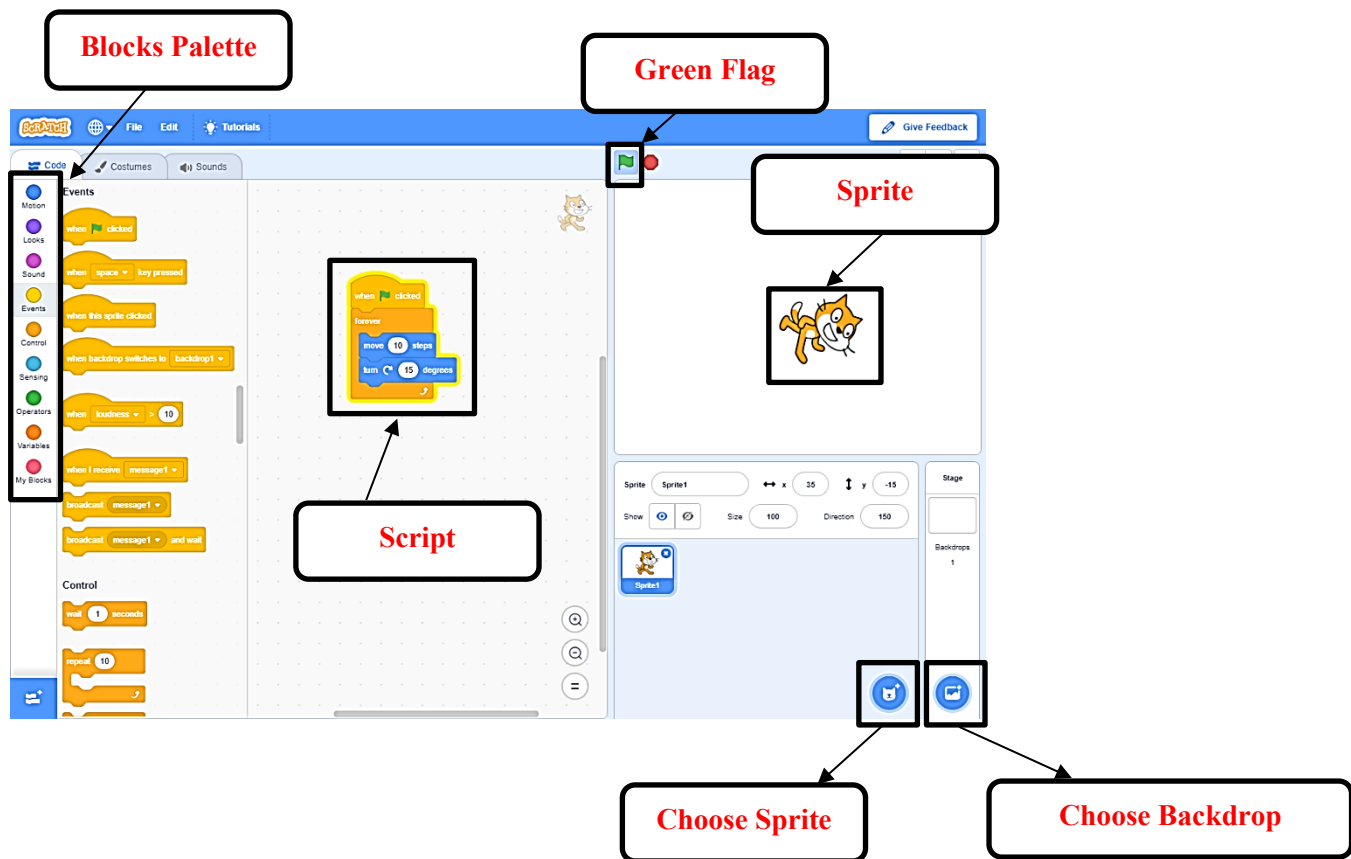 Blocks Palette
Green Flag
SCRATCH
File Edit Tutorials
Give Feedback
Code Costumes Sounds
Sprite
Motion
Looks
Sound
Events
Control
Sensing
Operators
Variables
My Blocks
Events
when clicked
when space key pressed
when this sprite clicked
when backdrop switches to backdrop1
when loudness > 10
when I receive message1
broadcast message1
broadcast message1 and wait
Control
wait 1 seconds
repeat 10
when clicked
forever
move 10 steps
turn 15 degrees
Script
Sprite Sprite1 x 35 y -15
Show Size 100 Direction 150
Sprite1
Stage
Backdrops
1
Choose Sprite
Choose Backdrop